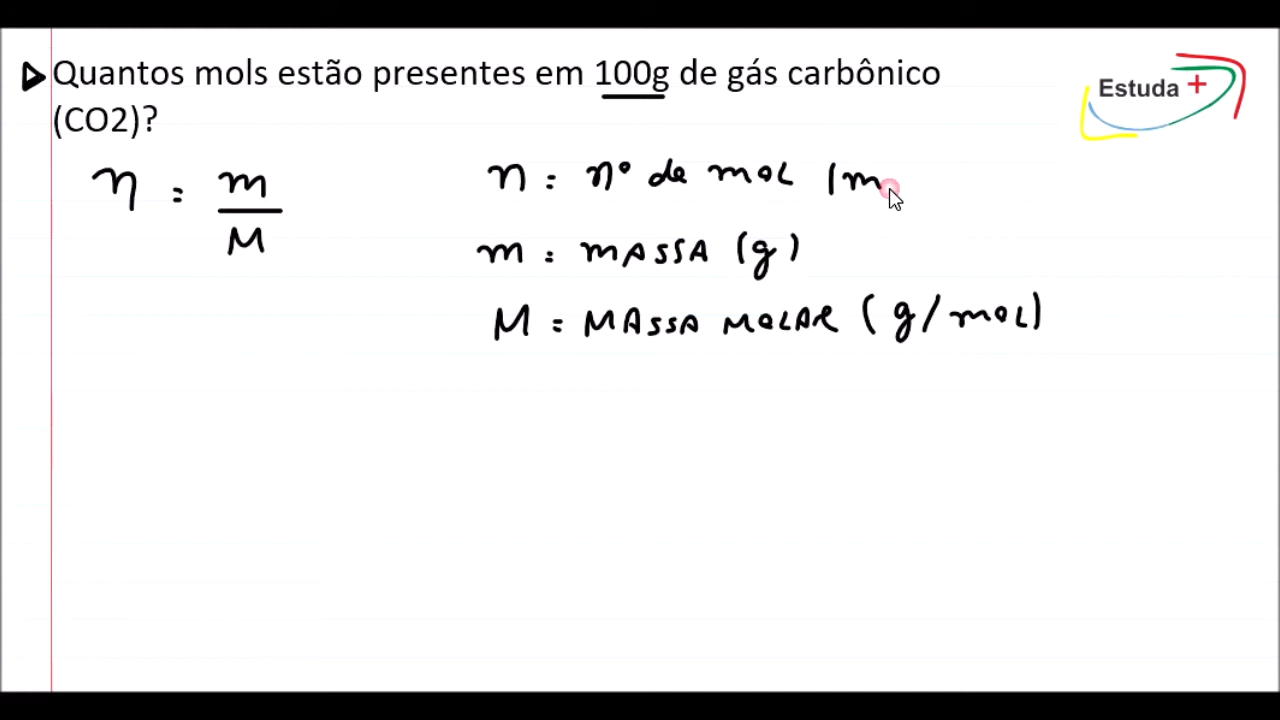 Quantos mols estão presentes em 100g de gás carbônico
(CO2)?
Estuda +
η = m / M
n = nº de mol (m
m = mASSA (g)
M = MASSA MOLAR (g/mol)